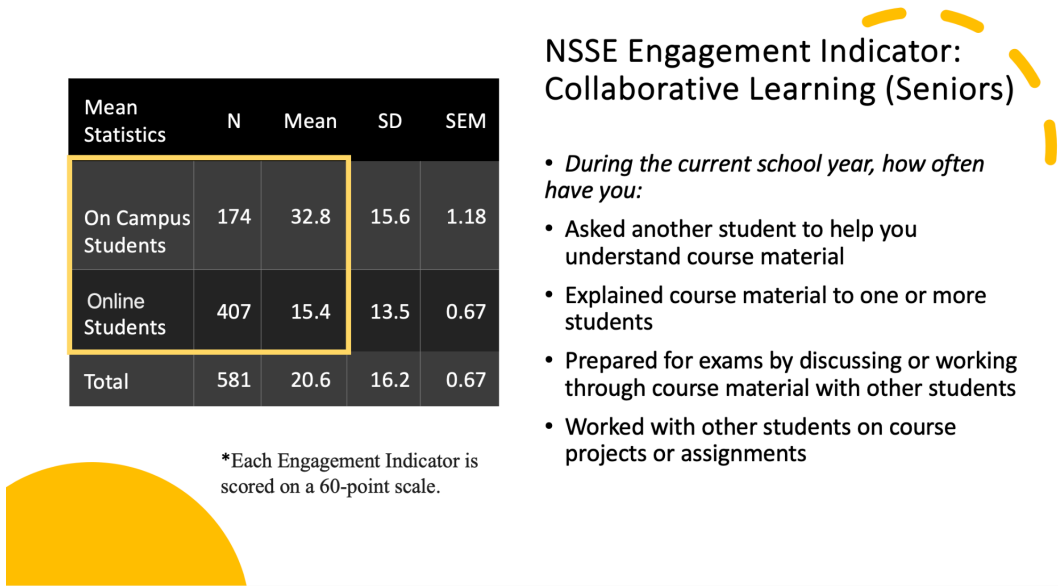 NSSE Engagement Indicator:
Collaborative Learning (Seniors)
Mean Statistics N Mean SD SEM
On Campus Students 174 32.8 15.6 1.18
Online Students 407 15.4 13.5 0.67
Total 581 20.6 16.2 0.67
*Each Engagement Indicator is
scored on a 60-point scale.
• During the current school year, how often
have you:
• Asked another student to help you
understand course material
• Explained course material to one or more
students
• Prepared for exams by discussing or working
through course material with other students
• Worked with other students on course
projects or assignments